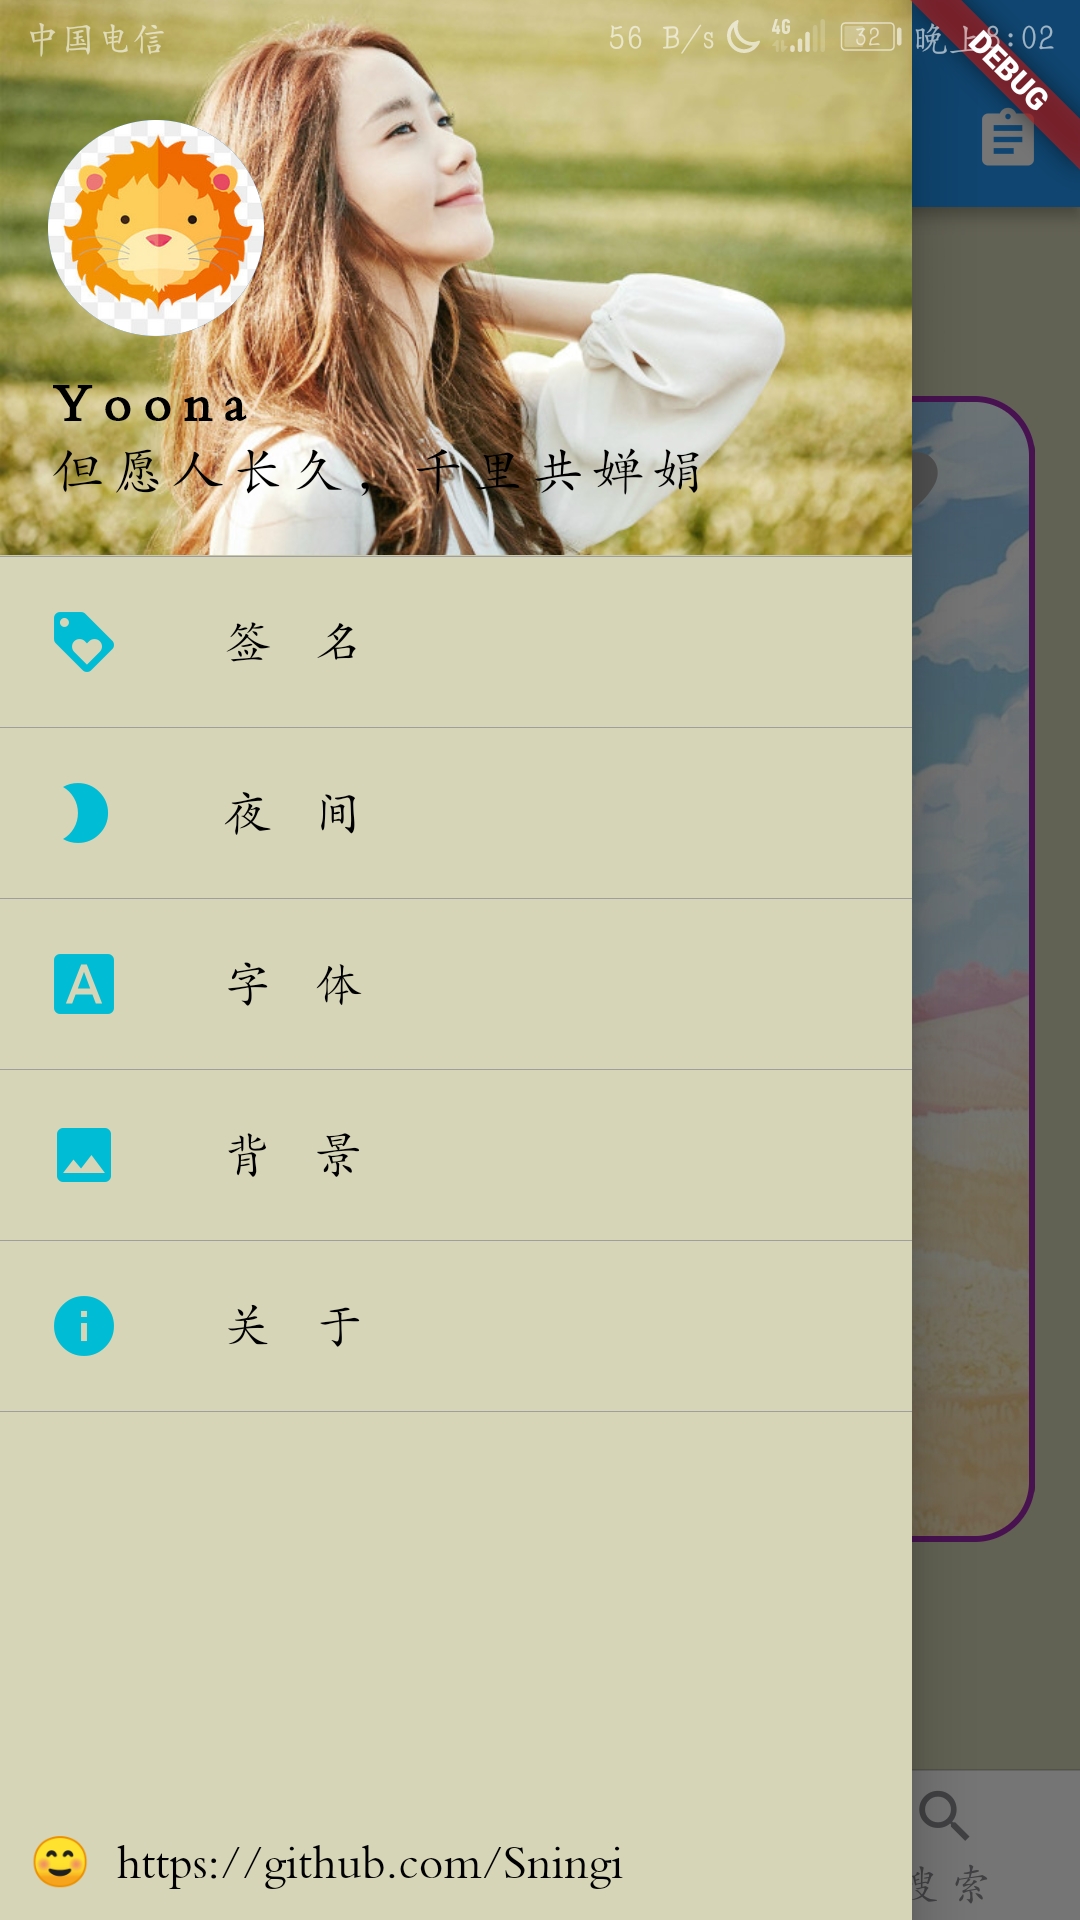 中国电信 56 B/s 4G 32 晚上8:02
DEBUG
Yoona
但愿人长久，千里共婵娟
签 名
夜 间
A
字 体
背 景
关 于
😊 https://github.com/Sningi
搜索